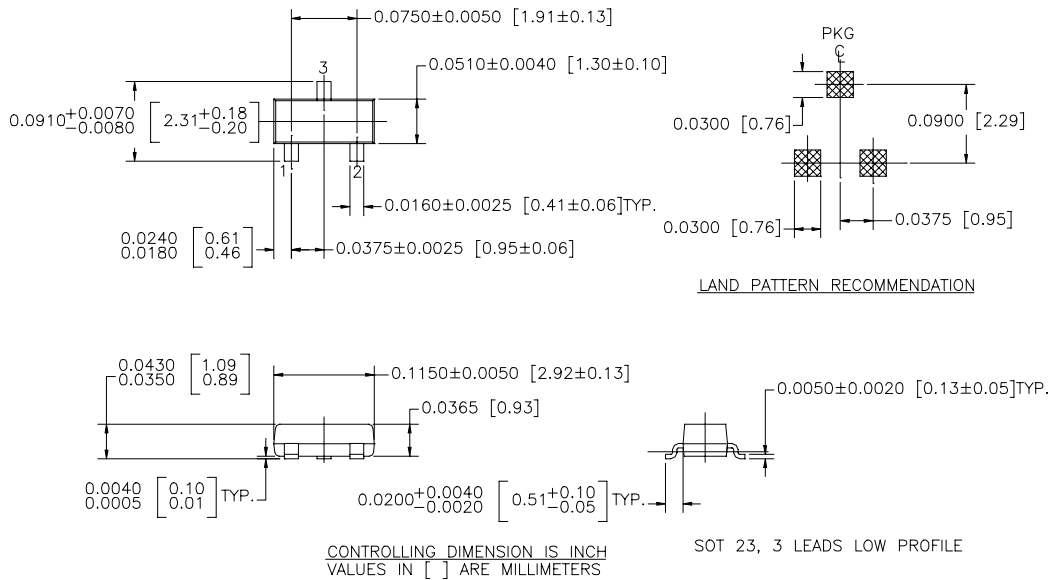 0.0750±0.0050 [1.91±0.13]
PKG
℄
3
0.0510±0.0040 [1.30±0.10]
0.0910+0.0070 -0.0080 [2.31+0.18 -0.20]
0.0300 [0.76]
0.0900 [2.29]
1
2
0.0160±0.0025 [0.41±0.06]TYP.
0.0300 [0.76]
0.0375 [0.95]
0.0240 [0.61]
0.0180 [0.46]
0.0375±0.0025 [0.95±0.06]
LAND PATTERN RECOMMENDATION
0.0430 [1.09]
0.0350 [0.89]
0.1150±0.0050 [2.92±0.13]
0.0365 [0.93]
0.0050±0.0020 [0.13±0.05]TYP.
0.0040 [0.10]
0.0005 [0.01] TYP.
0.0200+0.0040 -0.0020 [0.51+0.10 -0.05] TYP.
CONTROLLING DIMENSION IS INCH
VALUES IN [ ] ARE MILLIMETERS
SOT 23, 3 LEADS LOW PROFILE